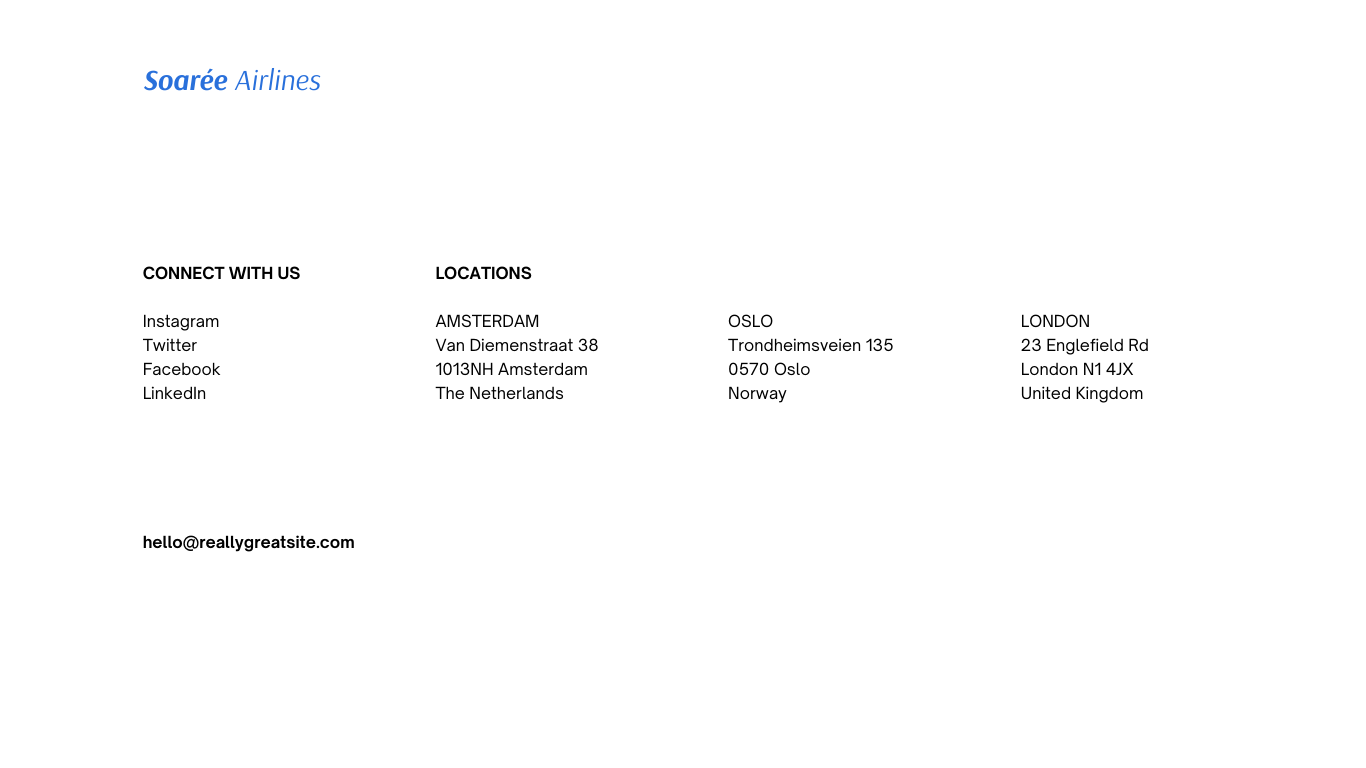 Soarée Airlines
CONNECT WITH US
Instagram
Twitter
Facebook
LinkedIn
LOCATIONS
AMSTERDAM
Van Diemenstraat 38
1013NH Amsterdam
The Netherlands
OSLO
Trondheimsveien 135
0570 Oslo
Norway
LONDON
23 Englefield Rd
London N1 4JX
United Kingdom
hello@reallygreatsite.com